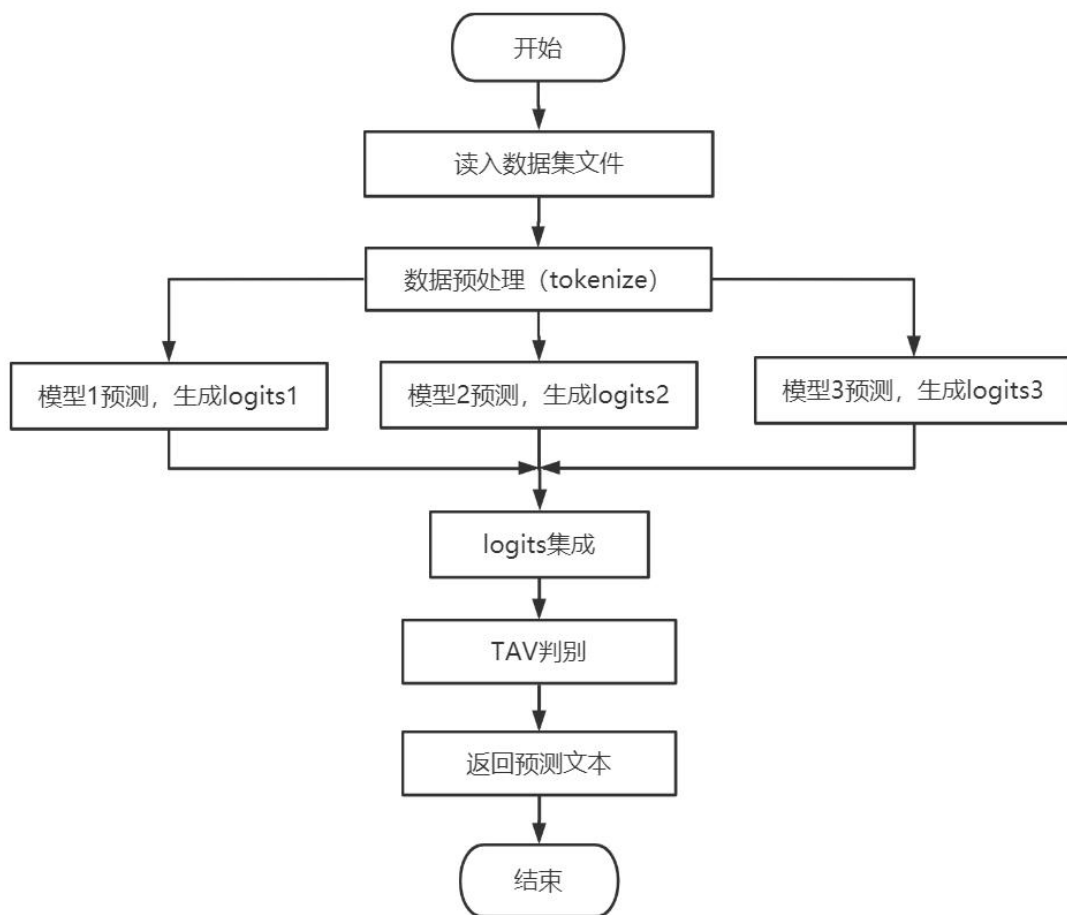 开始
读入数据集文件
数据预处理（tokenize）
模型1预测，生成logits1
模型2预测，生成logits2
模型3预测，生成logits3
logits集成
TAV判别
返回预测文本
结束